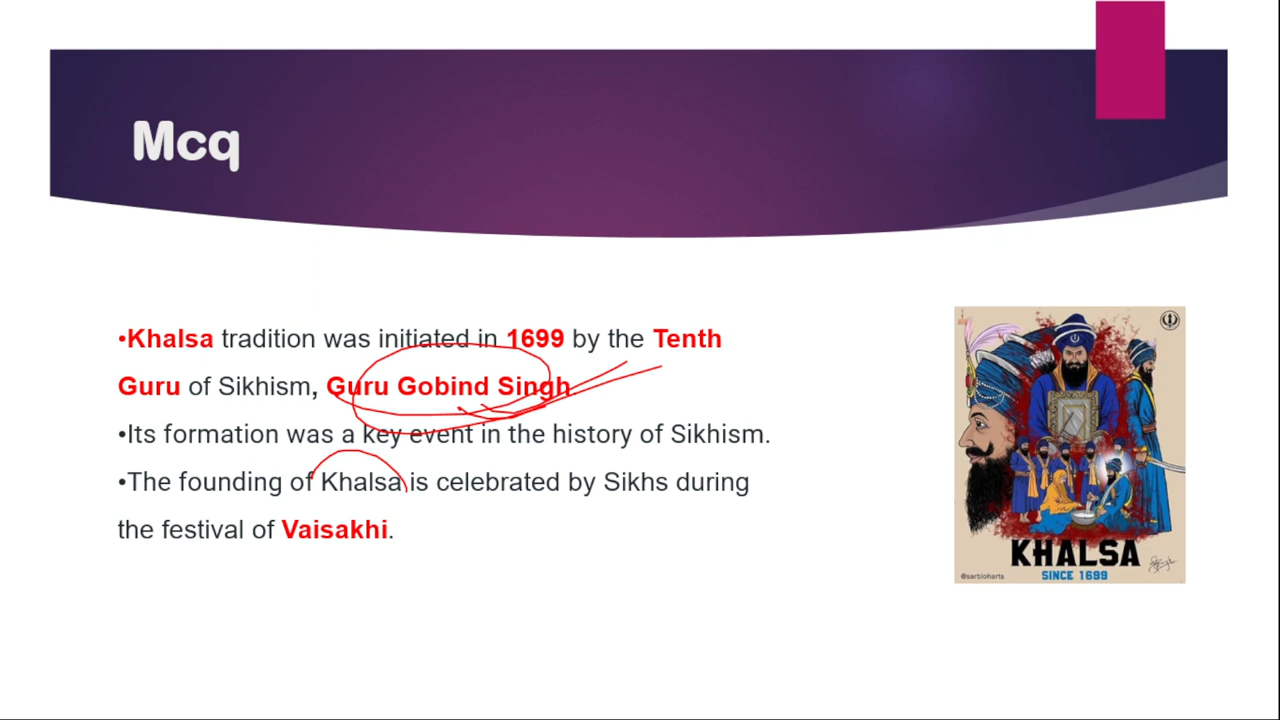 Mcq
•Khalsa tradition was initiated in 1699 by the Tenth
Guru of Sikhism, Guru Gobind Singh
•Its formation was a key event in the history of Sikhism.
•The founding of Khalsa is celebrated by Sikhs during
the festival of Vaisakhi.
KHALSA
SINCE 1699